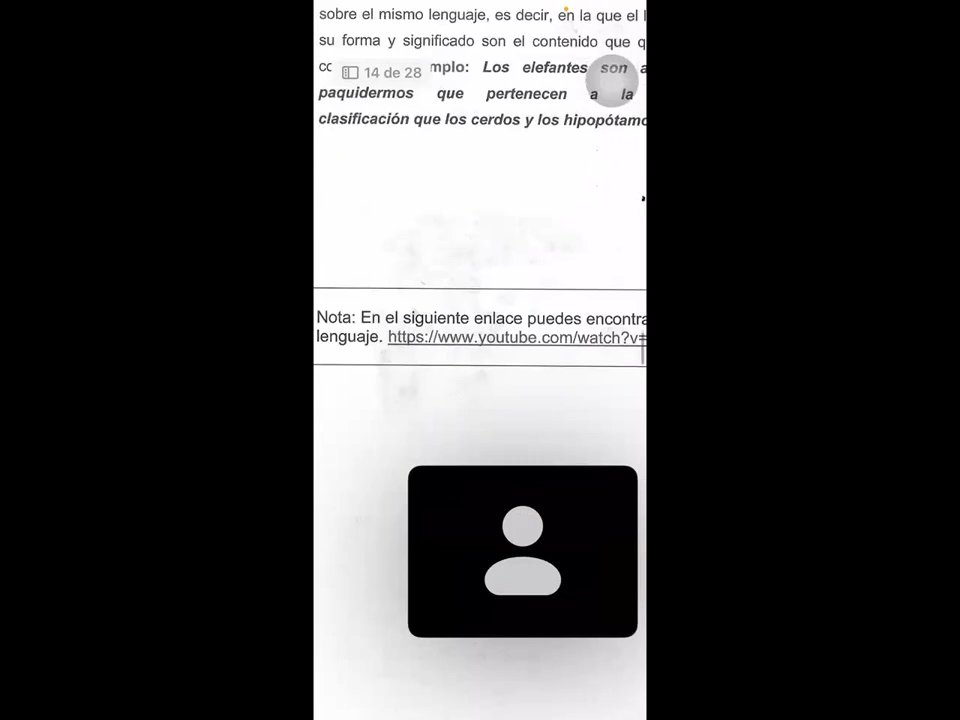 sobre el mismo lenguaje, es decir, en la que el
su forma y significado son el contenido que
14 de 28 mplo: Los elefantes son
paquidermos que pertenecen a la
clasificación que los cerdos y los hipopótamo
Nota: En el siguiente enlace puedes encontra
lenguaje. https://www.youtube.com/watch?v=